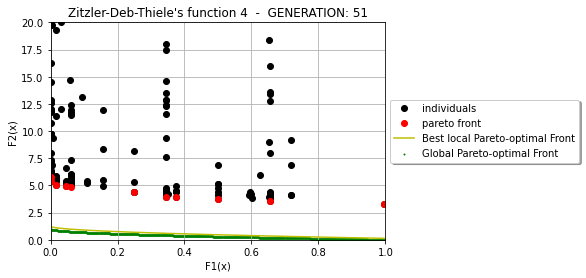 Zitzler-Deb-Thiele's function 4 - GENERATION: 51
20.0
17.5
15.0
12.5
10.0
7.5
5.0
2.5
0.0
F2(x)
0.0 0.2 0.4 0.6 0.8 1.0
F1(x)
individuals
pareto front
Best local Pareto-optimal Front
Global Pareto-optimal Front